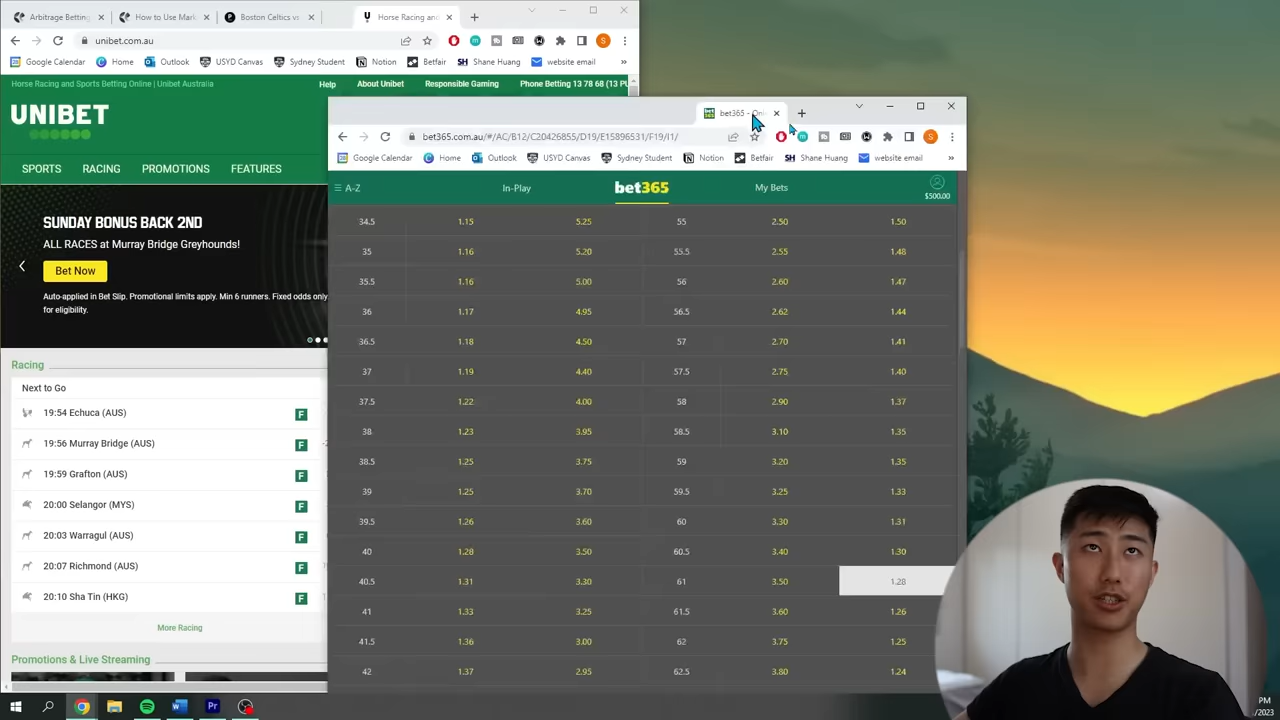 Arbitrage Betting
How to Use Mark
Boston Celtics vs
Horse Racing and
unibet.com.au
Google Calendar
Home
Outlook
USYD Canvas
Sydney Student
Notion
Betfair
SH Shane Huang
website email
»
Horse Racing and Sports Betting Online | Unibet Australia
Help
About Unibet
Responsible Gaming
Phone Betting 13 78 68 (13 PU
UNIBET
SPORTS
RACING
PROMOTIONS
FEATURES
SUNDAY BONUS BACK 2ND
ALL RACES at Murray Bridge Greyhounds!
Bet Now
Auto-applied in Bet Slip. Promotional limits apply. Min 6 runners. Fixed odds only
for eligibility.
Racing
Next to Go
19:54 Echuca (AUS) F
19:56 Murray Bridge (AUS) F
19:59 Grafton (AUS) F
20:00 Selangor (MYS) F
20:03 Warragul (AUS) F
20:07 Richmond (AUS) F
20:10 Sha Tin (HKG) F
More Racing
Promotions & Live Streaming
bet365 - Onl
bet365.com.au/#/AC/B12/C20426855/D19/E15896531/F19/I1/
Google Calendar
Home
Outlook
USYD Canvas
Sydney Student
Notion
Betfair
SH Shane Huang
website email
»
A-Z
In-Play
bet365
My Bets
$500.00
34.5 1.15 5.25 55 2.50 1.50
35 1.16 5.20 55.5 2.55 1.48
35.5 1.16 5.00 56 2.60 1.47
36 1.17 4.95 56.5 2.62 1.44
36.5 1.18 4.50 57 2.70 1.41
37 1.19 4.40 57.5 2.75 1.40
37.5 1.22 4.00 58 2.90 1.37
38 1.23 3.95 58.5 3.10 1.35
38.5 1.25 3.75 59 3.20 1.35
39 1.25 3.70 59.5 3.25 1.33
39.5 1.26 3.60 60 3.30 1.31
40 1.28 3.50 60.5 3.40 1.30
40.5 1.31 3.30 61 3.50 1.28
41 1.33 3.25 61.5 3.60 1.26
41.5 1.36 3.00 62 3.75 1.25
42 1.37 2.95 62.5 3.80 1.24
PM
/2023